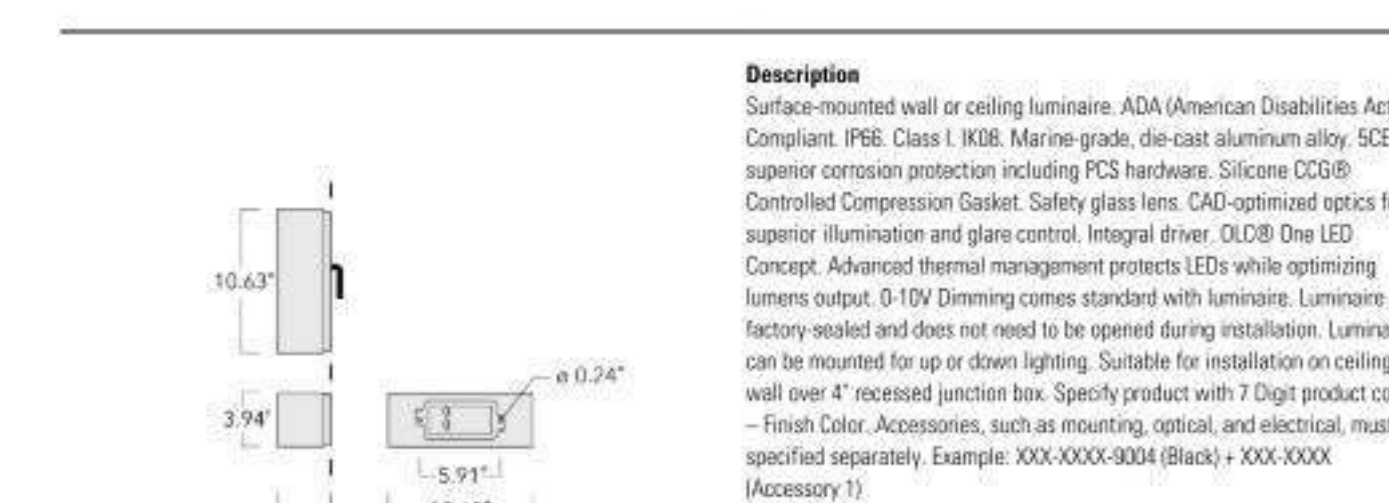 Description
Surface-mounted wall or ceiling luminaire. ADA (American Disabilities Act
Compliant. IP66. Class I. IK08. Marine-grade, die-cast aluminum alloy. 5CE
superior corrosion protection including PCS hardware. Silicone CCG®
Controlled Compression Gasket. Safety glass lens. CAD-optimized optics f
superior illumination and glare control. Integral driver. OLC® One LED
Concept. Advanced thermal management protects LEDs while optimizing
lumens output. 0-10V Dimming comes standard with luminaire. Luminaire
factory-sealed and does not need to be opened during installation. Lumina
can be mounted for up or down lighting. Suitable for installation on ceiling
wall over 4" recessed junction box. Specify product with 7 Digit product co
– Finish Color. Accessories, such as mounting, optical, and electrical, must
specified separately. Example: XXX-XXXX-9004 (Black) + XXX-XXXX
(Accessory 1)
10.63"
ø 0.24"
3.94"
5.91"